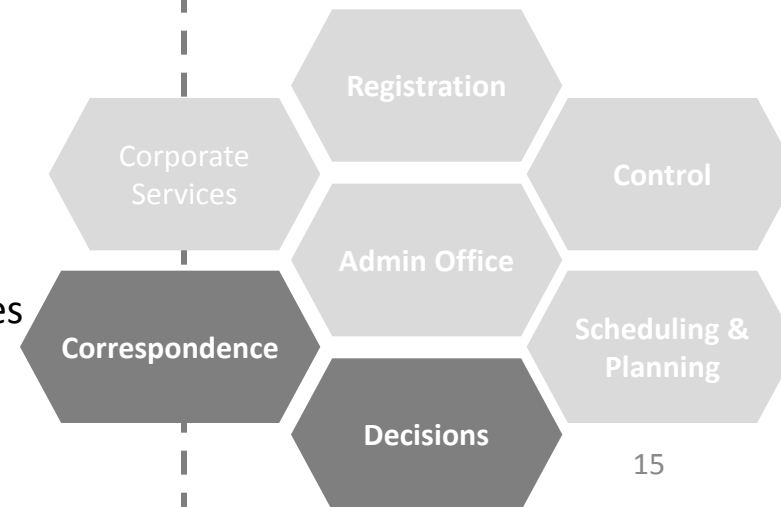 Registration
Corporate
Services
Control
Admin Office
es
Correspondence
Scheduling &
Planning
Decisions
15